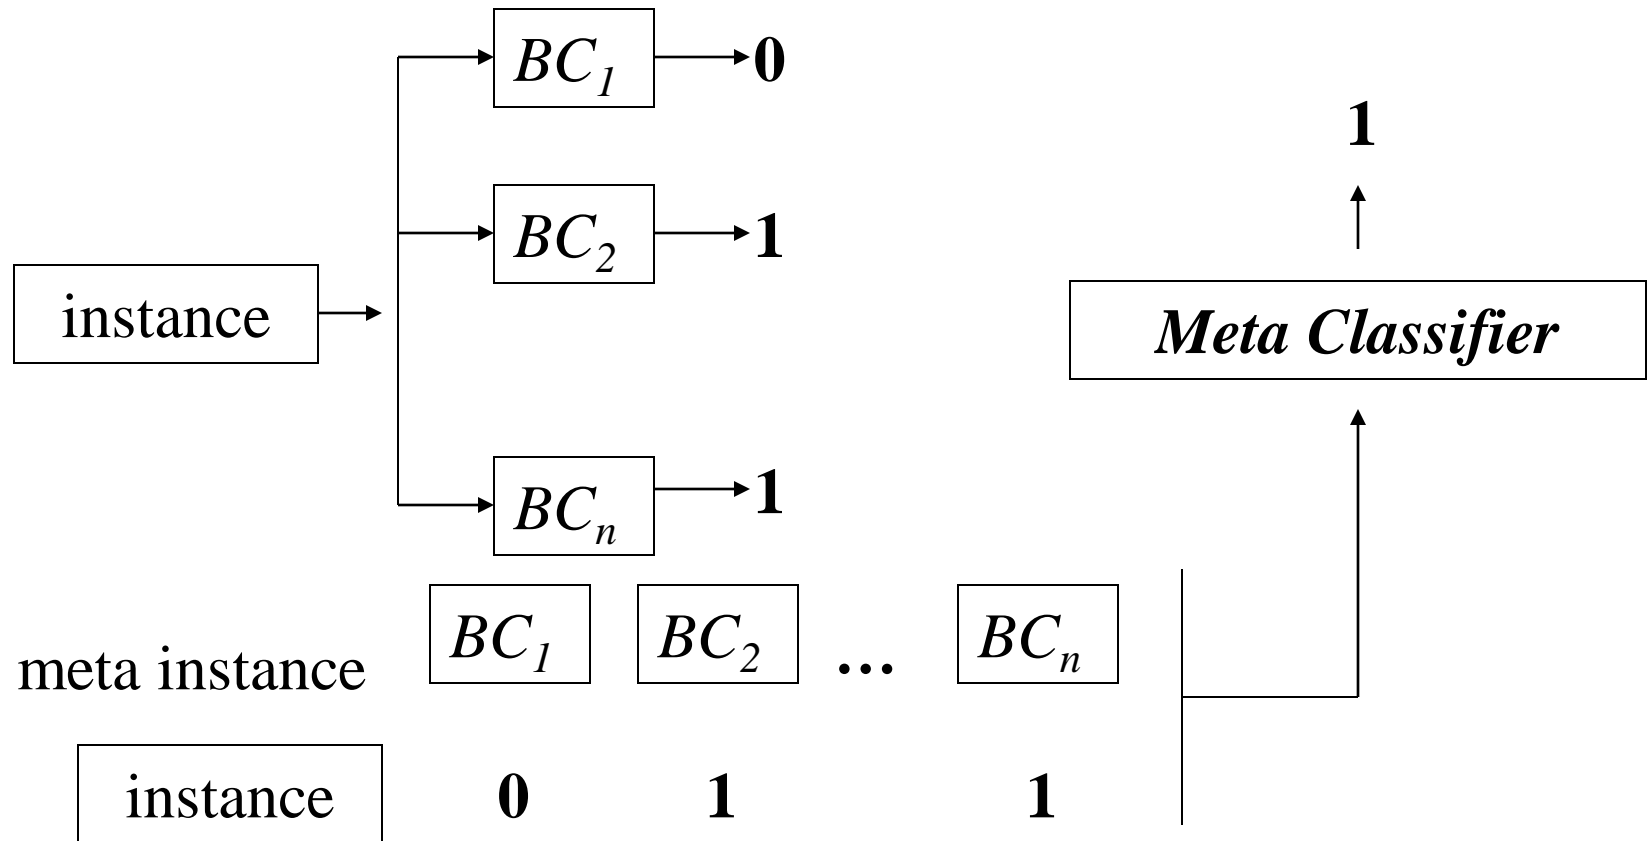 BC1 0
1
BC2 1
instance
Meta Classifier
BCn 1
BC1 BC2 ... BCn
meta instance
instance 0 1 1